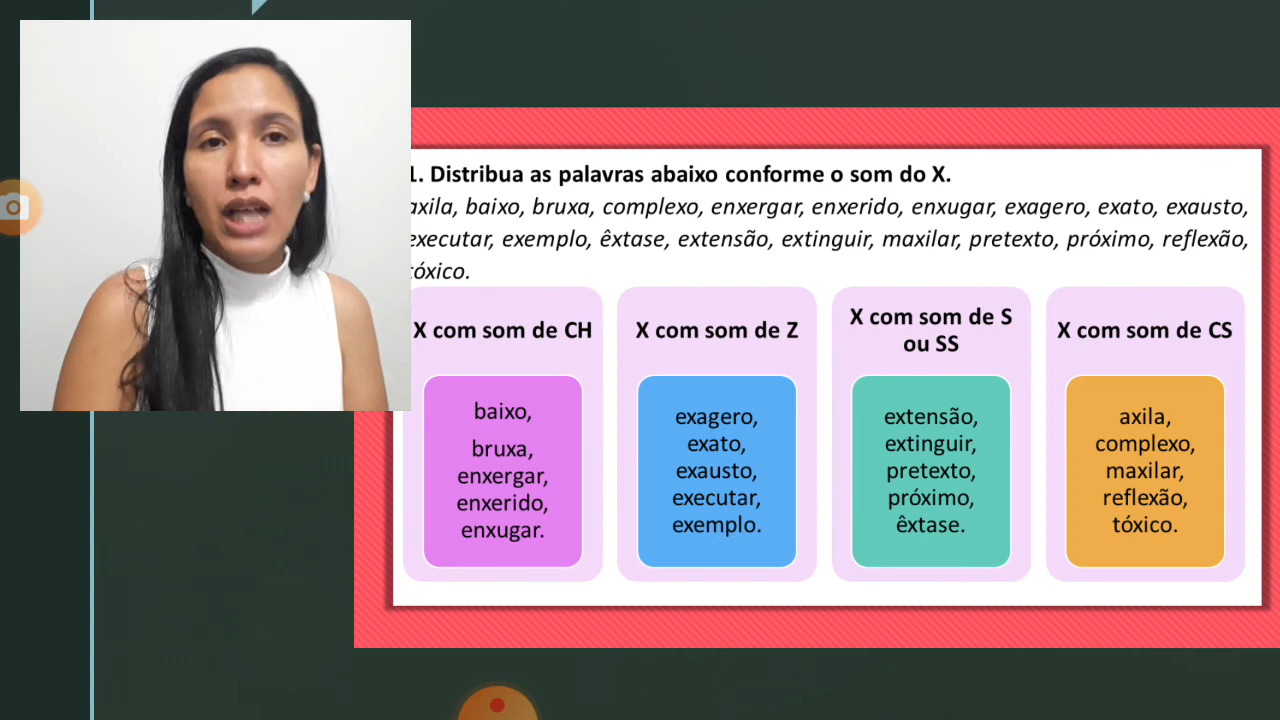 1. Distribua as palavras abaixo conforme o som do X.
axila, baixo, bruxa, complexo, enxergar, enxerido, enxugar, exagero, exato, exausto,
executar, exemplo, êxtase, extensão, extinguir, maxilar, pretexto, próximo, reflexão,
tóxico.
X com som de CH
baixo,
bruxa,
enxergar,
enxerido,
enxugar.
X com som de Z
exagero,
exato,
exausto,
executar,
exemplo.
X com som de S
ou SS
extensão,
extinguir,
pretexto,
próximo,
êxtase.
X com som de CS
axila,
complexo,
maxilar,
reflexão,
tóxico.